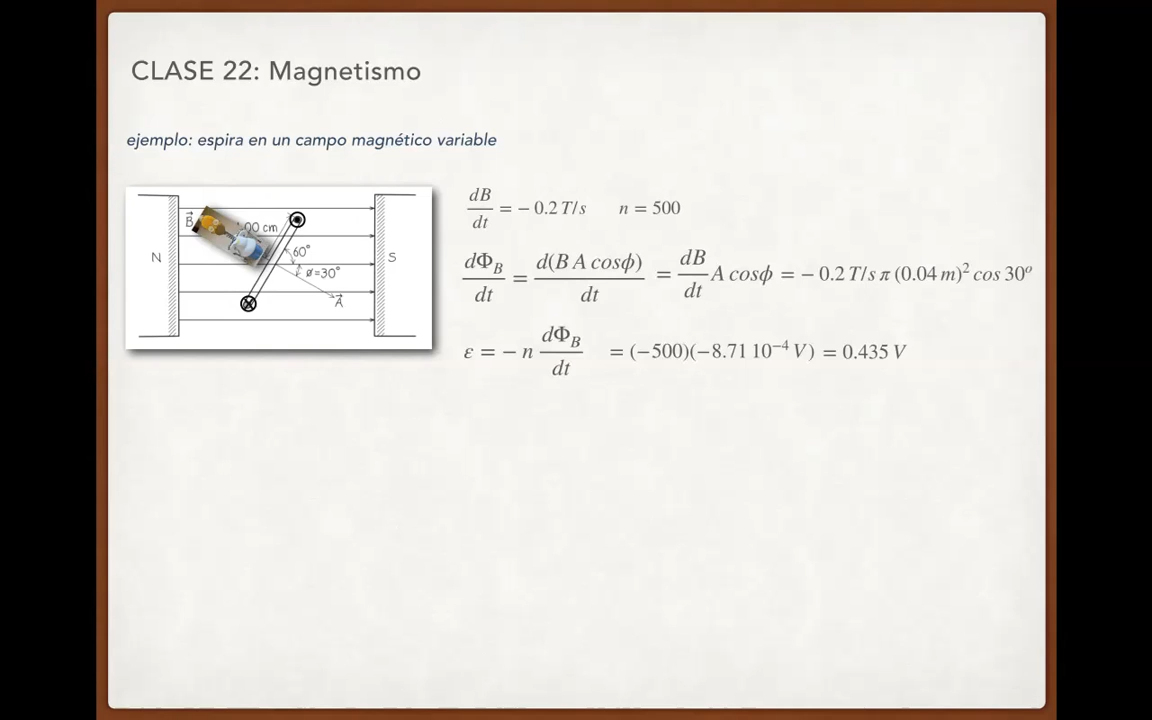 CLASE 22: Magnetismo
ejemplo: espira en un campo magnético variable
N
B⃗
.00 cm
60°
ø=30°
A⃗
S
dB/dt = − 0.2 T/s n = 500
dΦ_B/dt = d(B A cosϕ)/dt = dB/dt A cosϕ = − 0.2 T/s π (0.04 m)² cos 30º
ε = − n dΦ_B/dt = (−500)(−8.71 10⁻⁴ V) = 0.435 V